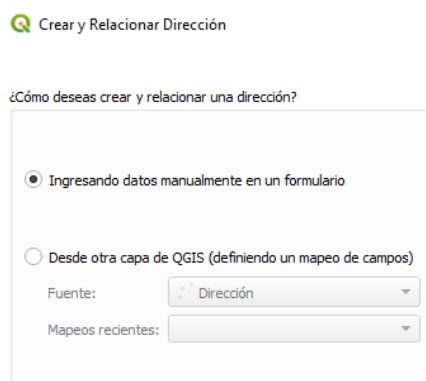 Crear y Relacionar Dirección
¿Cómo deseas crear y relacionar una dirección?
Ingresando datos manualmente en un formulario
Desde otra capa de QGIS (definiendo un mapeo de campos)
Fuente: Dirección
Mapeos recientes: